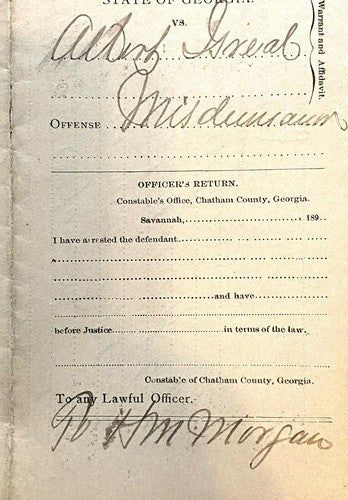 STATE OF GEORGIA.
VS.
Albert
OFFENSE Misdemeanor
Warrant and Affidavit.
OFFICER'S RETURN.
Constable's Office, Chatham County, Georgia.
Savannah, 189
I have arrested the defendant
and have
before Justice in terms of the law.
Constable of Chatham County, Georgia.
To any Lawful Officer.
Morgan